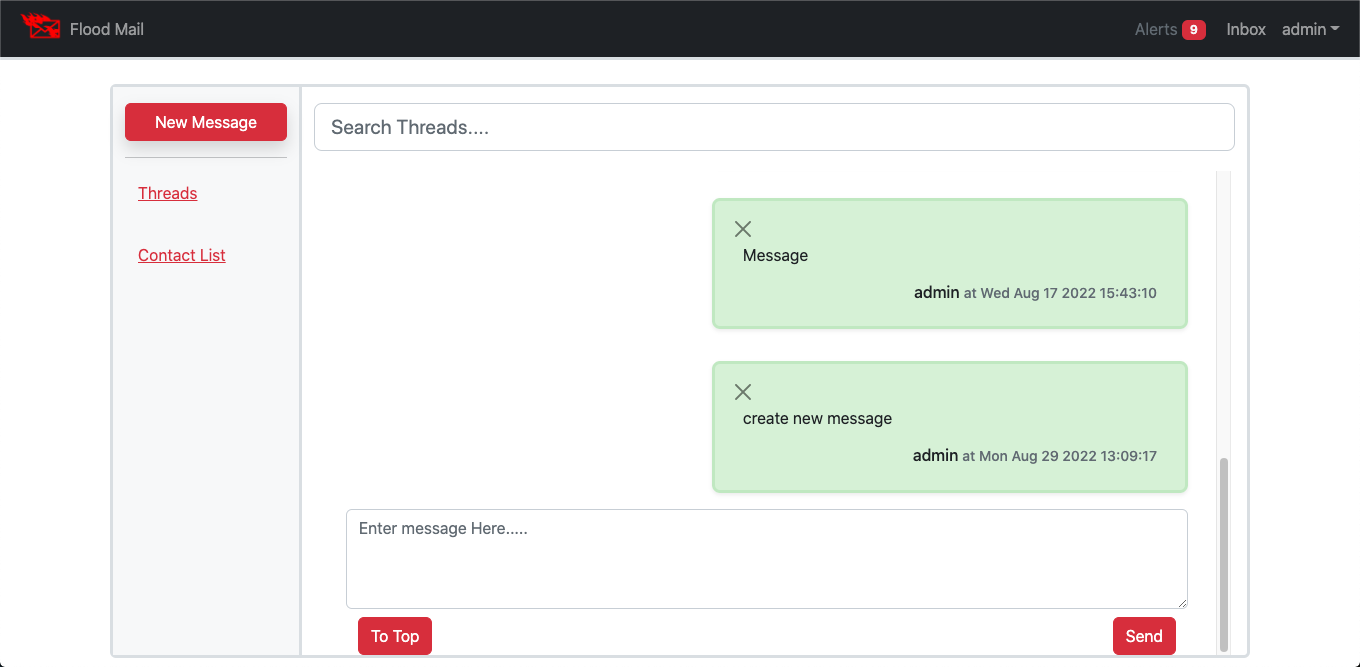 Flood Mail
Alerts 9 Inbox admin
New Message
Search Threads....
Threads
Contact List
Message
admin at Wed Aug 17 2022 15:43:10
create new message
admin at Mon Aug 29 2022 13:09:17
Enter message Here.....
To Top
Send